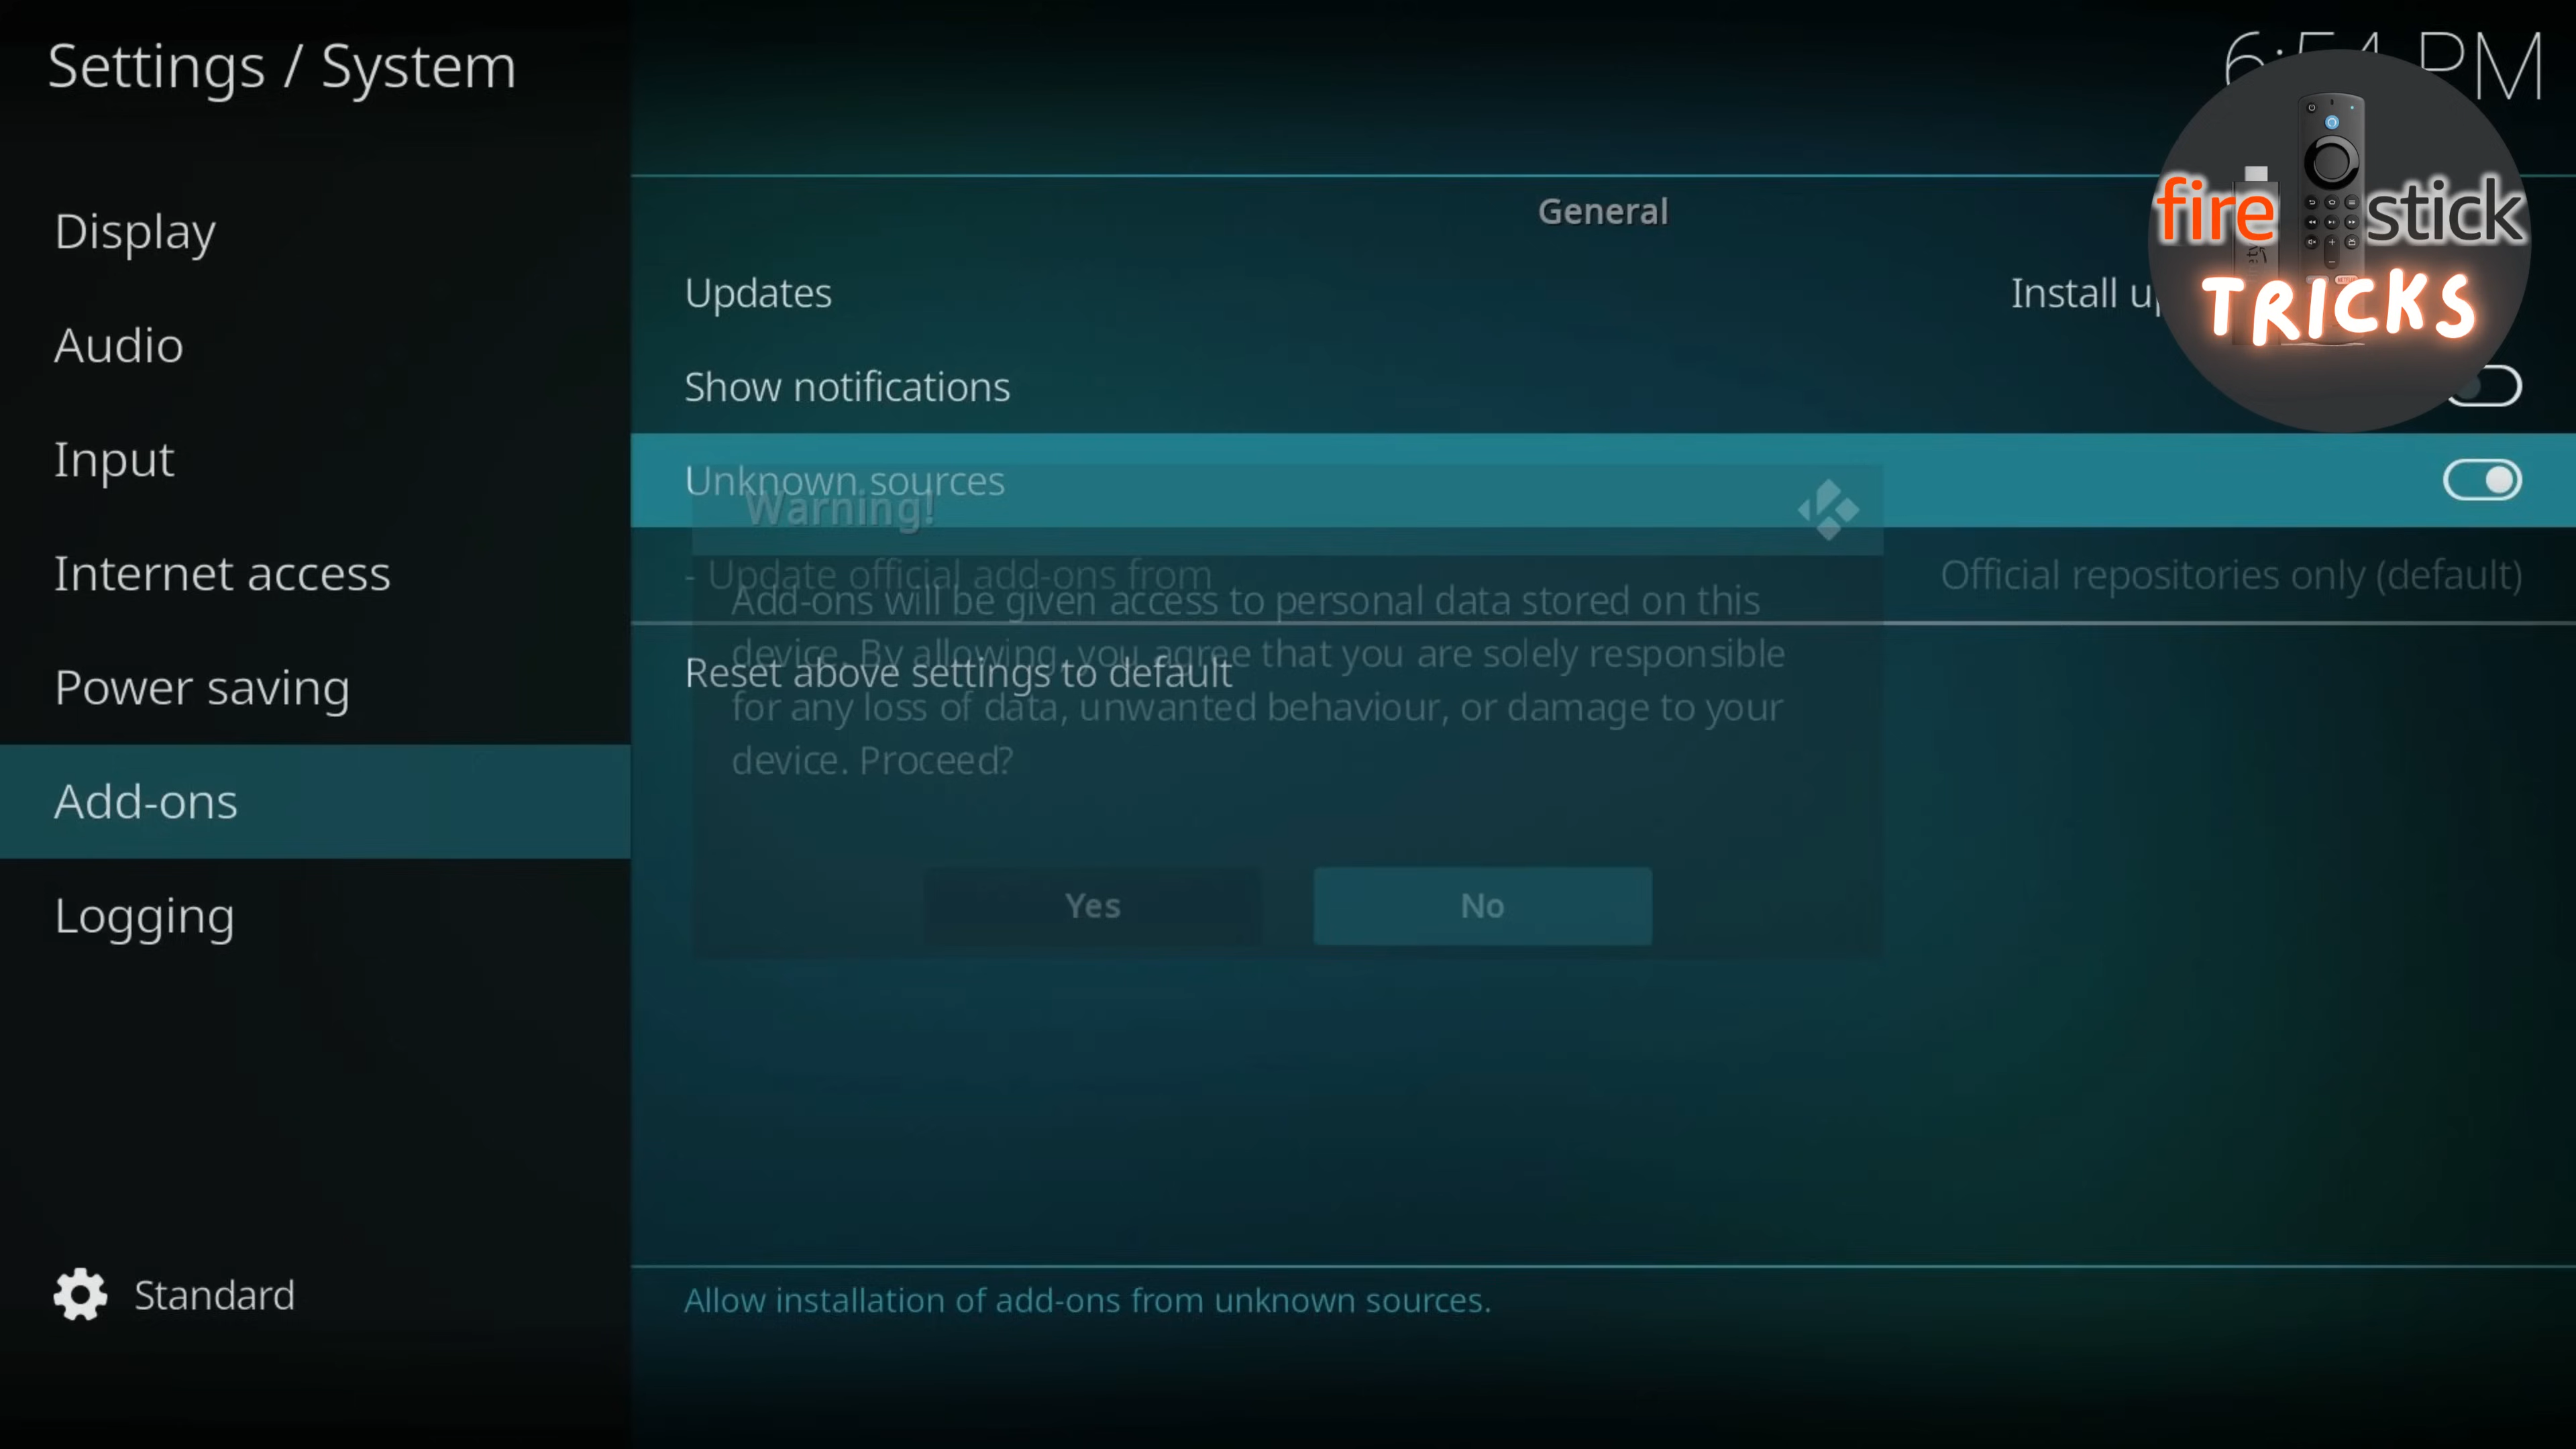 Settings / System
PM
Display
Audio
Input
Internet access
Power saving
Add-ons
Logging
Standard
General
Updates
Install
Show notifications
Unknown sources
- Update official add-ons from
Official repositories only (default)
Reset above settings to default
Warning!
Add-ons will be given access to personal data stored on this
device. By allowing, you agree that you are solely responsible
for any loss of data, unwanted behaviour, or damage to your
device. Proceed?
Yes
No
Allow installation of add-ons from unknown sources.
fire stick
TRICKS